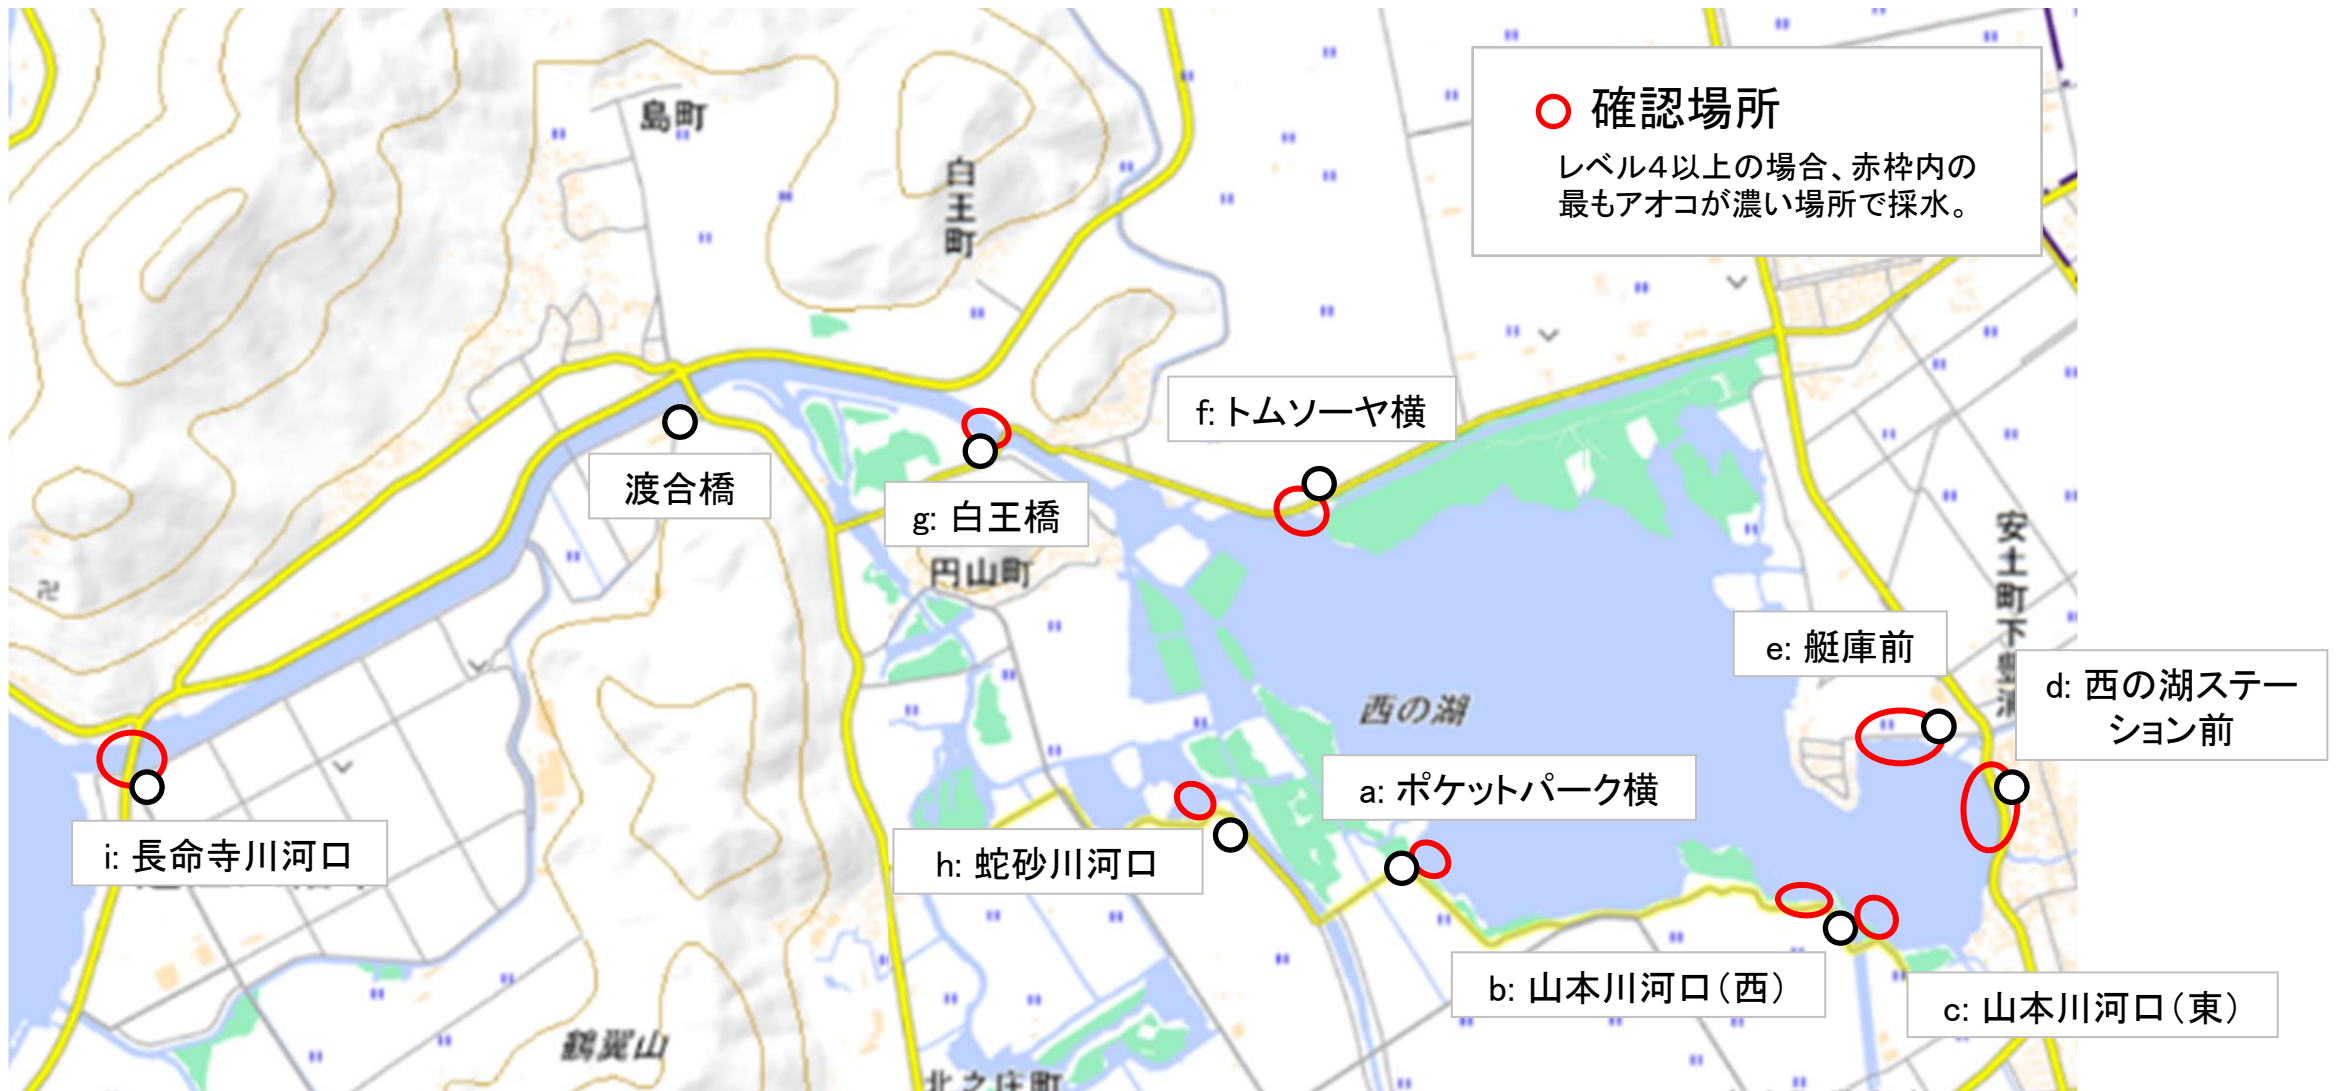 島町
白王町
確認場所
レベル4以上の場合、赤枠内の
最もアオコが濃い場所で採水。
f: トムソーヤ横
渡合橋
g: 白王橋
円山町
安土町下
e: 艇庫前
d: 西の湖ステー
ション前
西の湖
a: ポケットパーク横
i: 長命寺川河口
h: 蛇砂川河口
b: 山本川河口（西）
c: 山本川河口（東）
鶴翼山
北之庄町